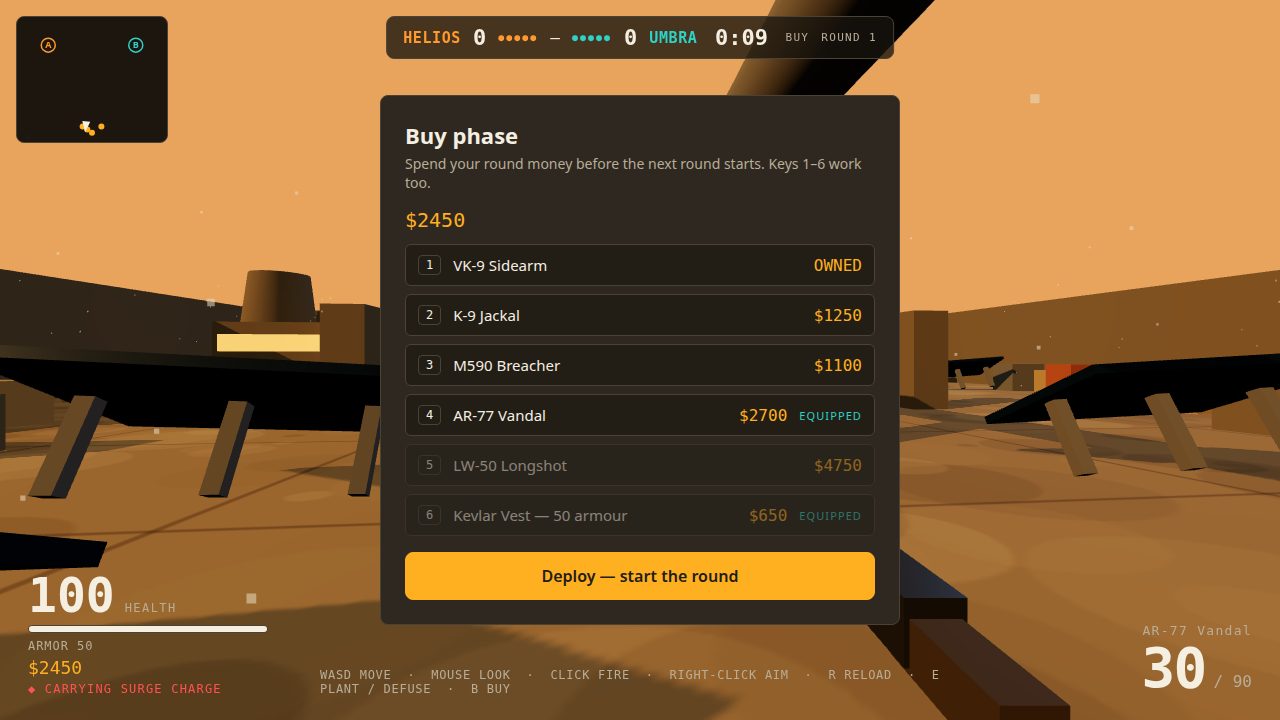 A
B
HELIOS 0 — 0 UMBRA 0:09 BUY ROUND 1
Buy phase
Spend your round money before the next round starts. Keys 1–6 work
too.
$2450
1 VK-9 Sidearm OWNED
2 K-9 Jackal $1250
3 M590 Breacher $1100
4 AR-77 Vandal $2700 EQUIPPED
5 LW-50 Longshot $4750
6 Kevlar Vest — 50 armour $650 EQUIPPED
Deploy — start the round
100 HEALTH
ARMOR 50
$2450
◆ CARRYING SURGE CHARGE
WASD MOVE · MOUSE LOOK · CLICK FIRE · RIGHT-CLICK AIM · R RELOAD · E
PLANT / DEFUSE · B BUY
AR-77 Vandal
30 / 90